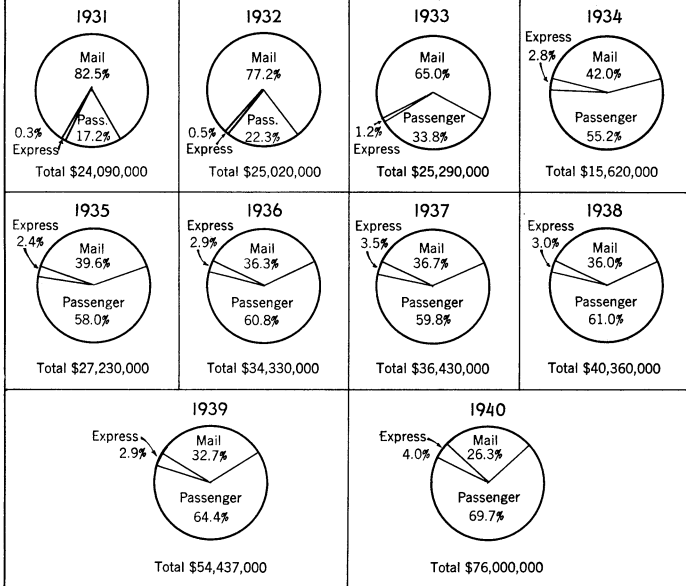 1931
Mail
82.5%
Pass.
17.2%
0.3%
Express
Total $24,090,000
1932
Mail
77.2%
Pass.
22.3%
0.5%
Express
Total $25,020,000
1933
Mail
65.0%
Passenger
33.8%
1.2%
Express
Total $25,290,000
1934
Express
2.8%
Mail
42.0%
Passenger
55.2%
Total $15,620,000
1935
Express
2.4%
Mail
39.6%
Passenger
58.0%
Total $27,230,000
1936
Express
2.9%
Mail
36.3%
Passenger
60.8%
Total $34,330,000
1937
Express
3.5%
Mail
36.7%
Passenger
59.8%
Total $36,430,000
1938
Express
3.0%
Mail
36.0%
Passenger
61.0%
Total $40,360,000
1939
Express
2.9%
Mail
32.7%
Passenger
64.4%
Total $54,437,000
1940
Express
4.0%
Mail
26.3%
Passenger
69.7%
Total $76,000,000